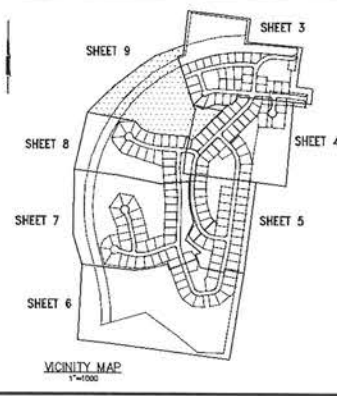 SHEET 3
SHEET 9
SHEET 4
SHEET 8
SHEET 7
SHEET 5
SHEET 6
VICINITY MAP
1"=1000